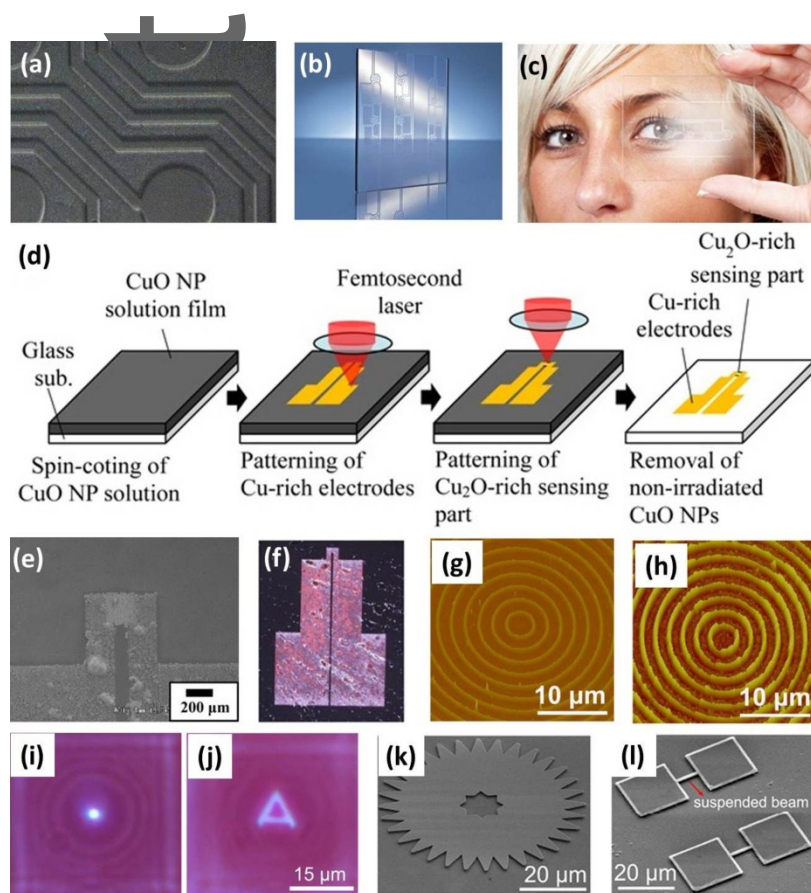 (a)
(b)
(c)
(d)
CuO NP
solution film
Femtosecond
laser
Cu2O-rich
sensing part
Cu-rich
electrodes
Glass
sub.
Spin-coting of
CuO NP solution
Patterning of
Cu-rich electrodes
Patterning of
Cu2O-rich sensing
part
Removal of
non-irradiated
CuO NPs
(e)
200 μm
(f)
(g)
10 μm
(h)
10 μm
(i)
(j)
15 μm
(k)
20 μm
(l)
suspended beam
20 μm